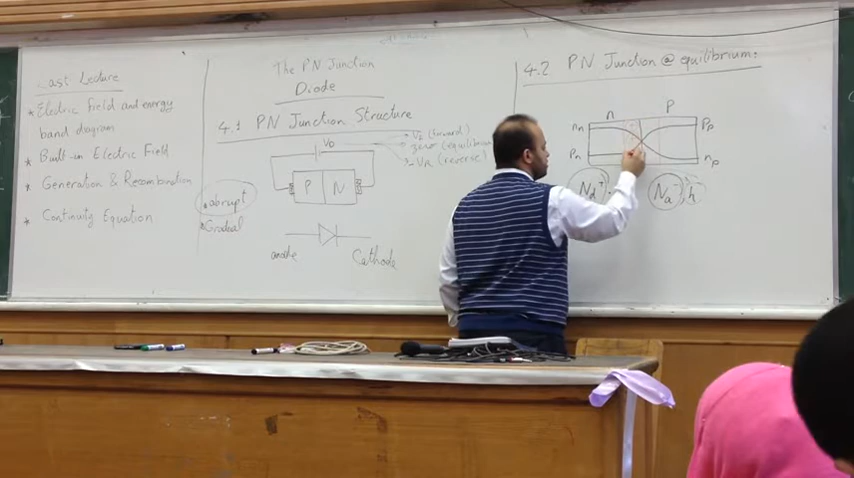 Last Lecture
* Electric Field and energy
band diagram
* Built-in Electric Field
* Generation & Recombination
* Continuity Equation
The PN Junction
Diode
4.1 PN Junction Structure
VD
VF (forward)
zero (equilibrium
-VR (reverse)
P N
abrupt
Gradual
anode
Cathode
4.2 PN Junction @ equilibrium:
n P
nn Pp
Pn np
Nd+
Na- h